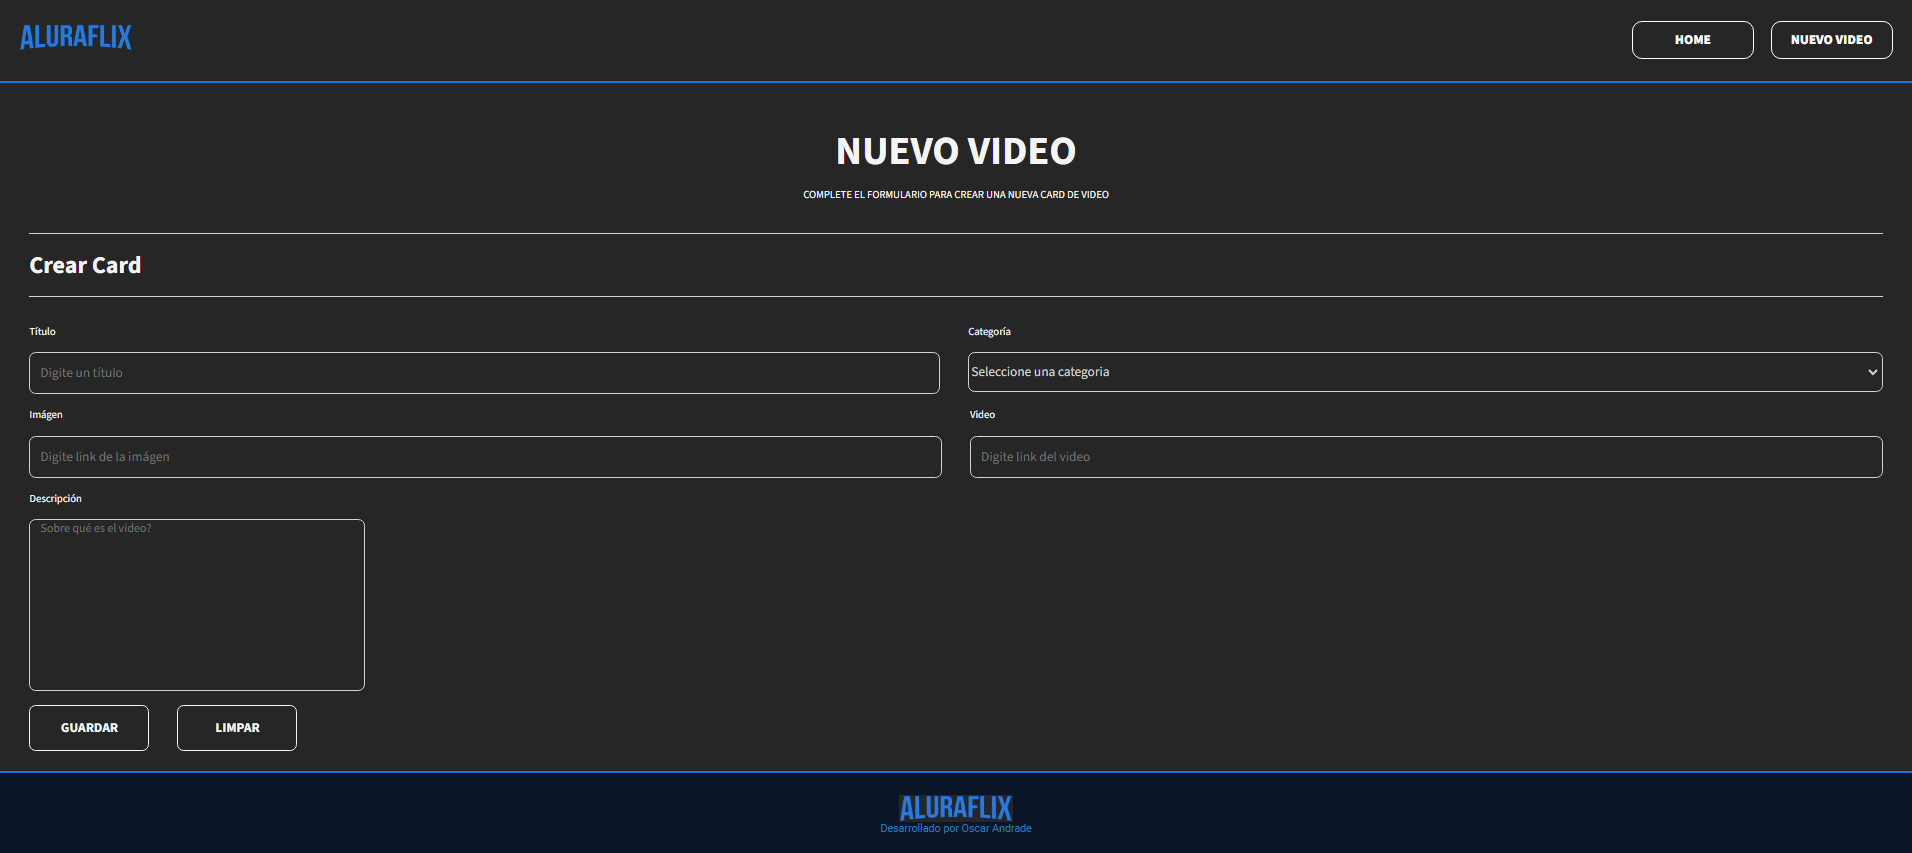 ALURAFLIX
HOME
NUEVO VIDEO
NUEVO VIDEO
COMPLETE EL FORMULARIO PARA CREAR UNA NUEVA CARD DE VIDEO
Crear Card
Título
Categoría
Digite un título
Seleccione una categoria
Imágen
Video
Digite link de la imágen
Digite link del video
Descripción
Sobre qué es el video?
GUARDAR
LIMPAR
ALURAFLIX
Desarrollado por Oscar Andrade